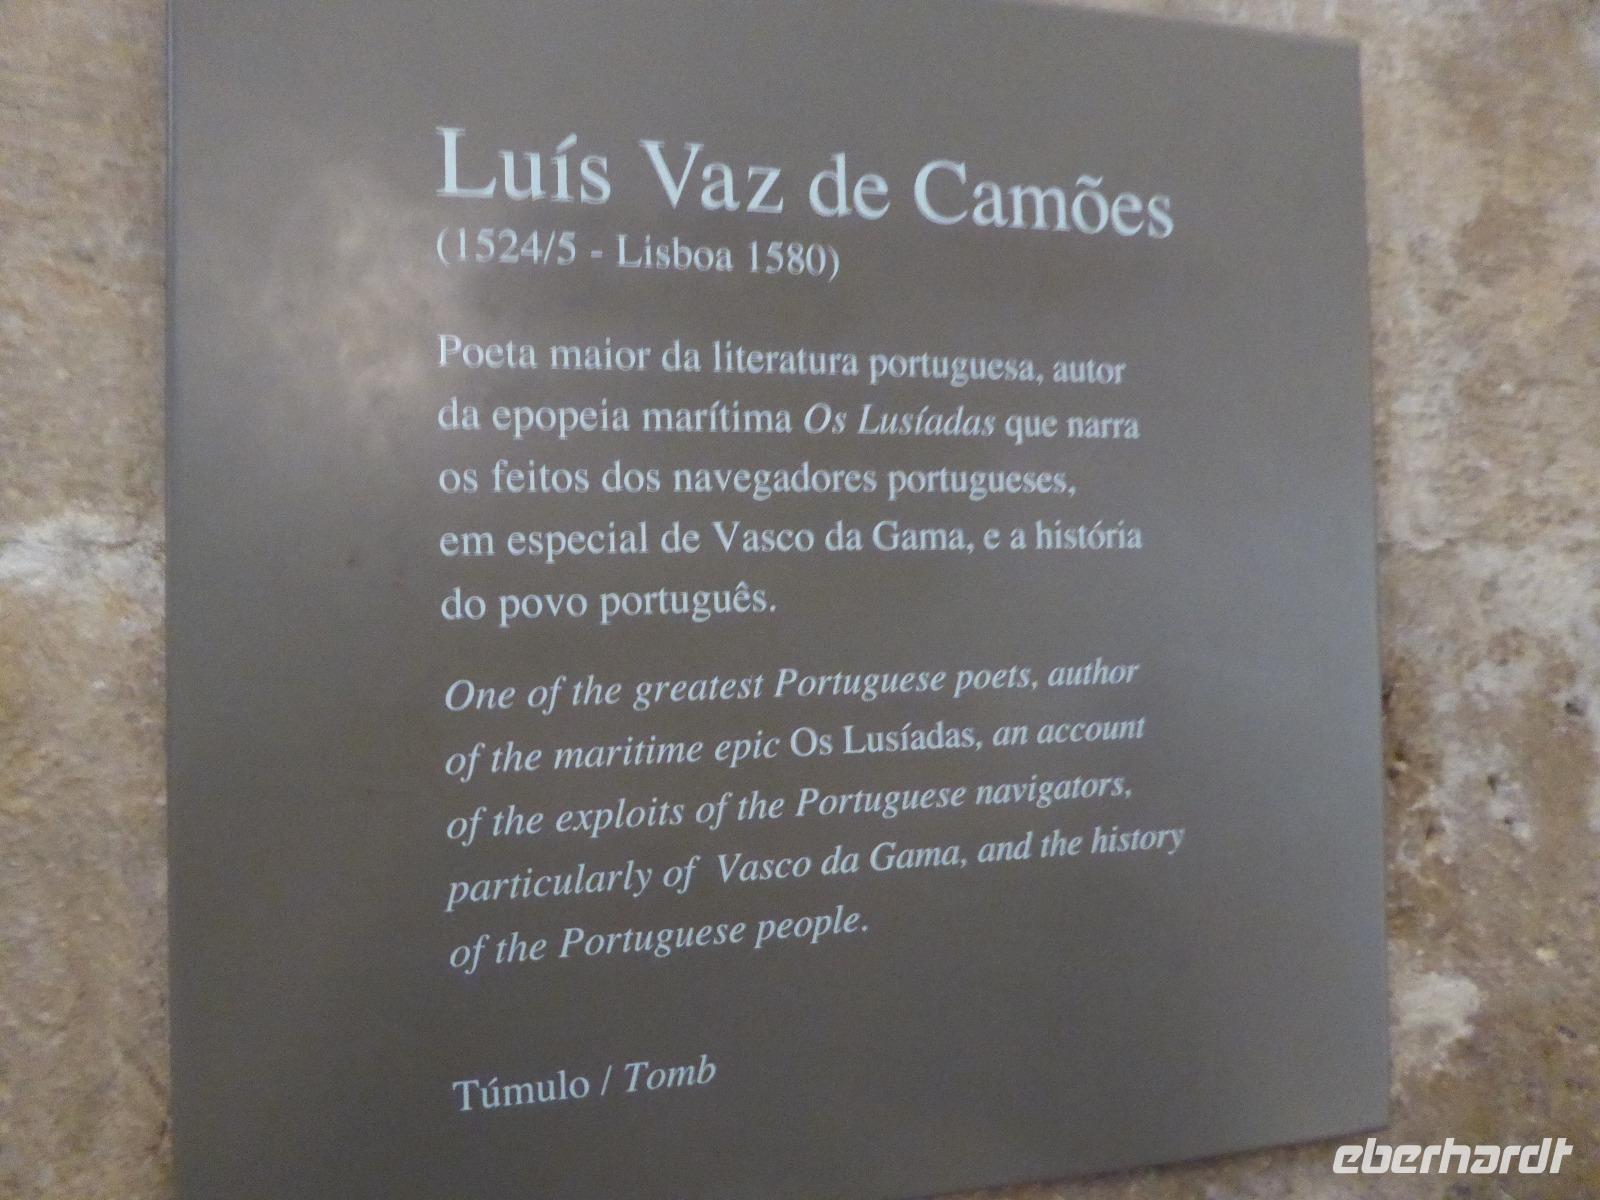 Luís Vaz de Camões
(1524/5 - Lisboa 1580)
Poeta maior da literatura portuguesa, autor
da epopeia marítima Os Lusíadas que narra
os feitos dos navegadores portugueses,
em especial de Vasco da Gama, e a história
do povo português.
One of the greatest Portuguese poets, author
of the maritime epic Os Lusíadas, an account
of the exploits of the Portuguese navigators,
particularly of Vasco da Gama, and the history
of the Portuguese people.
Túmulo / Tomb
eberhardt